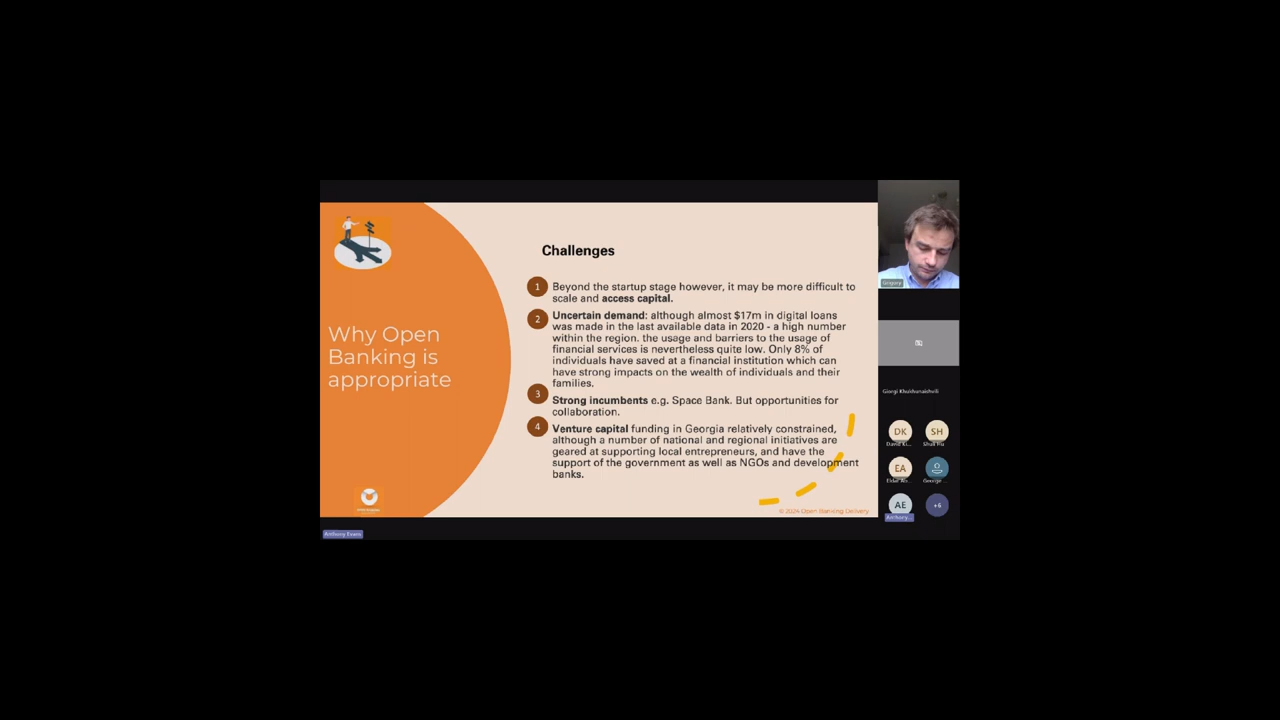 Why Open
Banking is
appropriate
Challenges
1
Beyond the startup stage however, it may be more difficult to
scale and access capital.
2
Uncertain demand: although almost $17m in digital loans
was made in the last available data in 2020 - a high number
within the region. the usage and barriers to the usage of
financial services is nevertheless quite low. Only 8% of
individuals have saved at a financial institution which can
have strong impacts on the wealth of individuals and their
families.
3
Strong incumbents e.g. Space Bank. But opportunities for
collaboration.
4
Venture capital funding in Georgia relatively constrained,
although a number of national and regional initiatives are
geared at supporting local entrepreneurs, and have the
support of the government as well as NGOs and development
banks.
© 2024 Open Banking Delivery
Anthony Evans
Grigory
DK
SH
EA
George ...
AE
Anthony...
+6